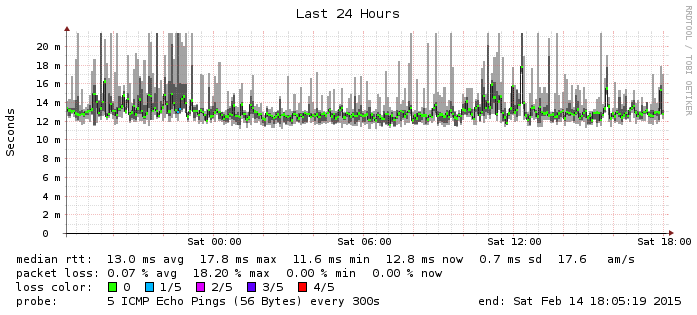 Last 24 Hours
RRDTOOL / TOBI OETIKER
Seconds
20 m
18 m
16 m
14 m
12 m
10 m
8 m
6 m
4 m
2 m
0
Sat 00:00 Sat 06:00 Sat 12:00 Sat 18:00
median rtt: 13.0 ms avg 17.8 ms max 11.6 ms min 12.8 ms now 0.7 ms sd 17.6 am/s
packet loss: 0.07 % avg 18.20 % max 0.00 % min 0.00 % now
loss color: 0 1/5 2/5 3/5 4/5
probe: 5 ICMP Echo Pings (56 Bytes) every 300s end: Sat Feb 14 18:05:19 2015